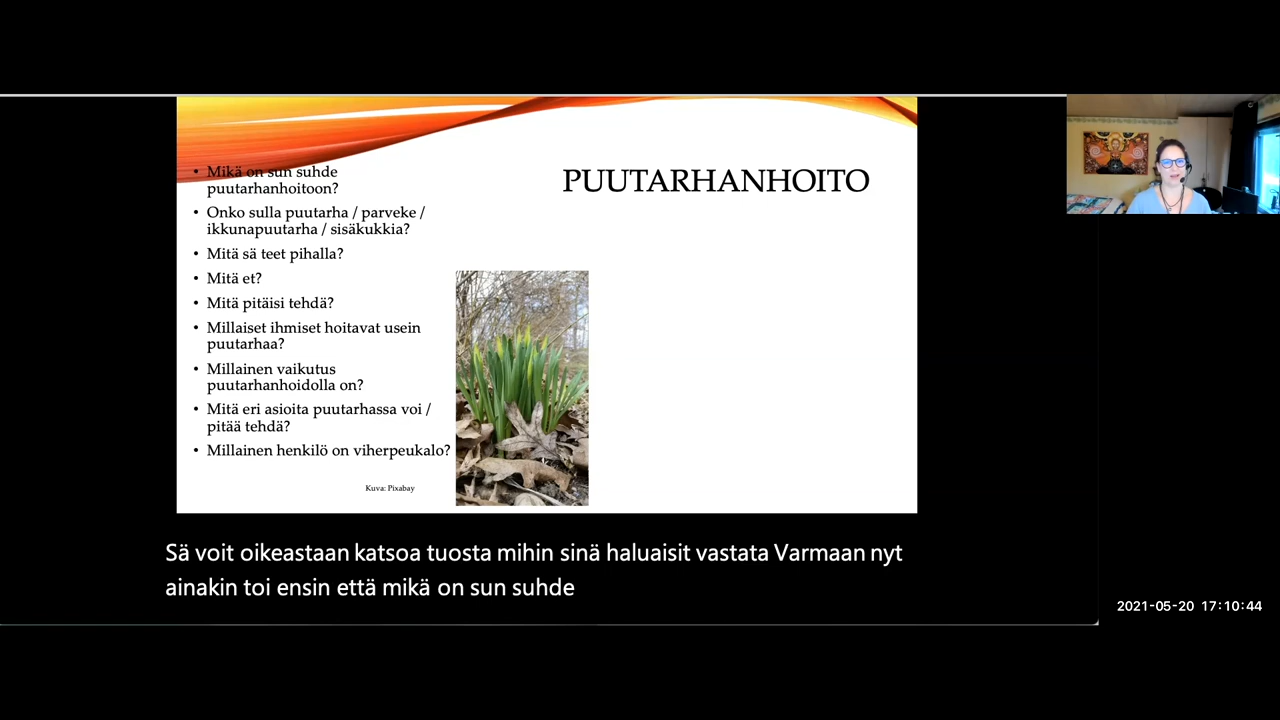 • Mikä on sun suhde
puutarhanhoitoon?
• Onko sulla puutarha / parveke /
ikkunapuutarha / sisäkukkia?
• Mitä sä teet pihalla?
• Mitä et?
• Mitä pitäisi tehdä?
• Millaiset ihmiset hoitavat usein
puutarhaa?
• Millainen vaikutus
puutarhanhoidolla on?
• Mitä eri asioita puutarhassa voi /
pitää tehdä?
• Millainen henkilö on viherpeukalo?
Kuva: Pixabay
PUUTARHANHOITO
Sä voit oikeastaan katsoa tuosta mihin sinä haluaisit vastata Varmaan nyt
ainakin toi ensin että mikä on sun suhde
2021-05-20 17:10:44